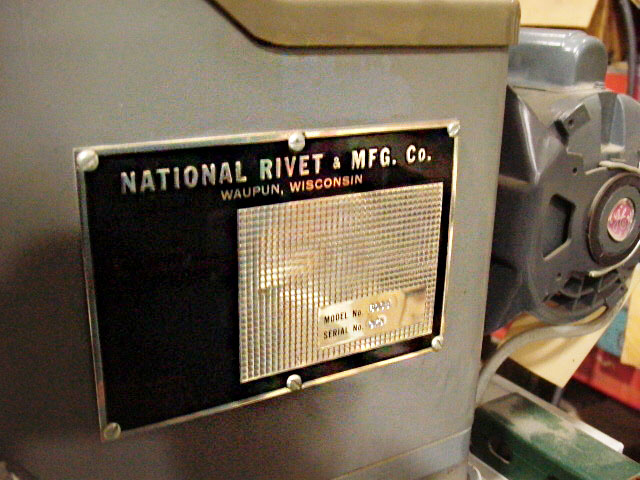 NATIONAL RIVET & MFG. Co.
WAUPUN, WISCONSIN
MODEL No.
SERIAL No.